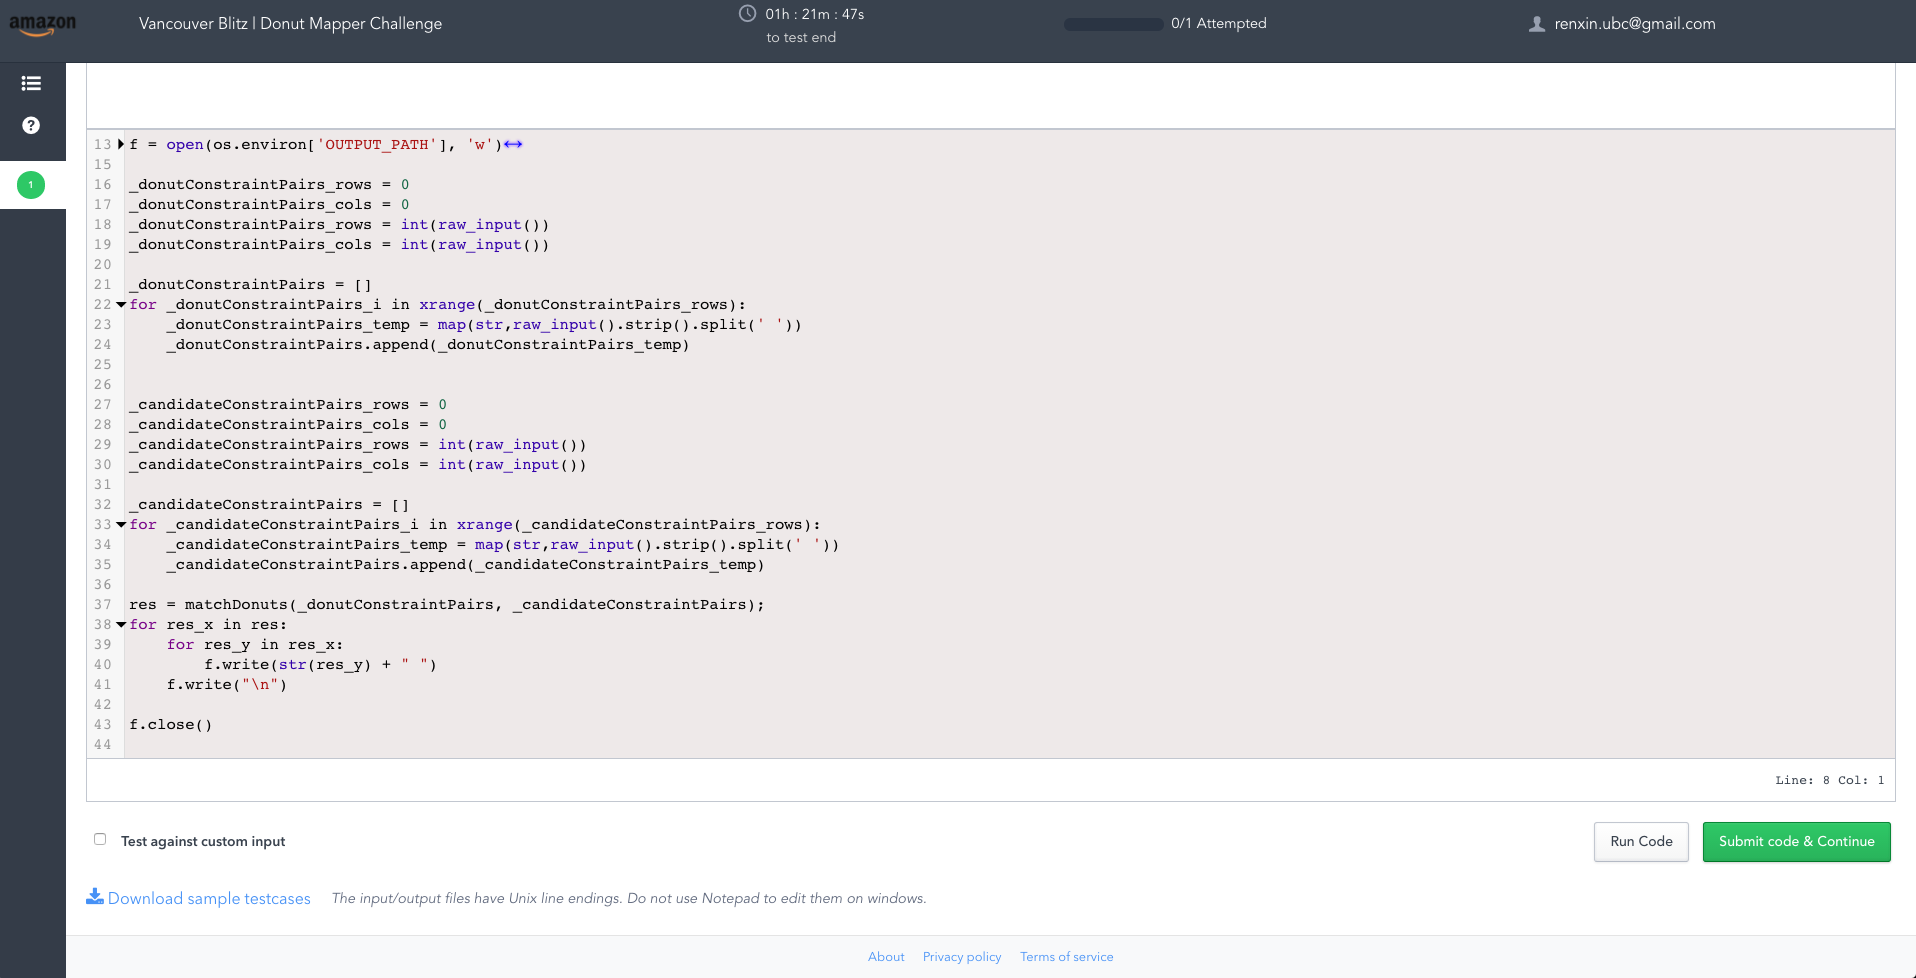 amazon
Vancouver Blitz | Donut Mapper Challenge
01h : 21m : 47s
to test end
0/1 Attempted
renxin.ubc@gmail.com
?
1
13 f = open(os.environ['OUTPUT_PATH'], 'w')
15
16 _donutConstraintPairs_rows = 0
17 _donutConstraintPairs_cols = 0
18 _donutConstraintPairs_rows = int(raw_input())
19 _donutConstraintPairs_cols = int(raw_input())
20
21 _donutConstraintPairs = []
22 for _donutConstraintPairs_i in xrange(_donutConstraintPairs_rows):
23     _donutConstraintPairs_temp = map(str,raw_input().strip().split(' '))
24     _donutConstraintPairs.append(_donutConstraintPairs_temp)
25
26
27 _candidateConstraintPairs_rows = 0
28 _candidateConstraintPairs_cols = 0
29 _candidateConstraintPairs_rows = int(raw_input())
30 _candidateConstraintPairs_cols = int(raw_input())
31
32 _candidateConstraintPairs = []
33 for _candidateConstraintPairs_i in xrange(_candidateConstraintPairs_rows):
34     _candidateConstraintPairs_temp = map(str,raw_input().strip().split(' '))
35     _candidateConstraintPairs.append(_candidateConstraintPairs_temp)
36
37 res = matchDonuts(_donutConstraintPairs, _candidateConstraintPairs);
38 for res_x in res:
39     for res_y in res_x:
40         f.write(str(res_y) + " ")
41     f.write("\n")
42
43 f.close()
44
Line: 8 Col: 1
Test against custom input
Run Code
Submit code & Continue
Download sample testcases
The input/output files have Unix line endings. Do not use Notepad to edit them on windows.
About Privacy policy Terms of service